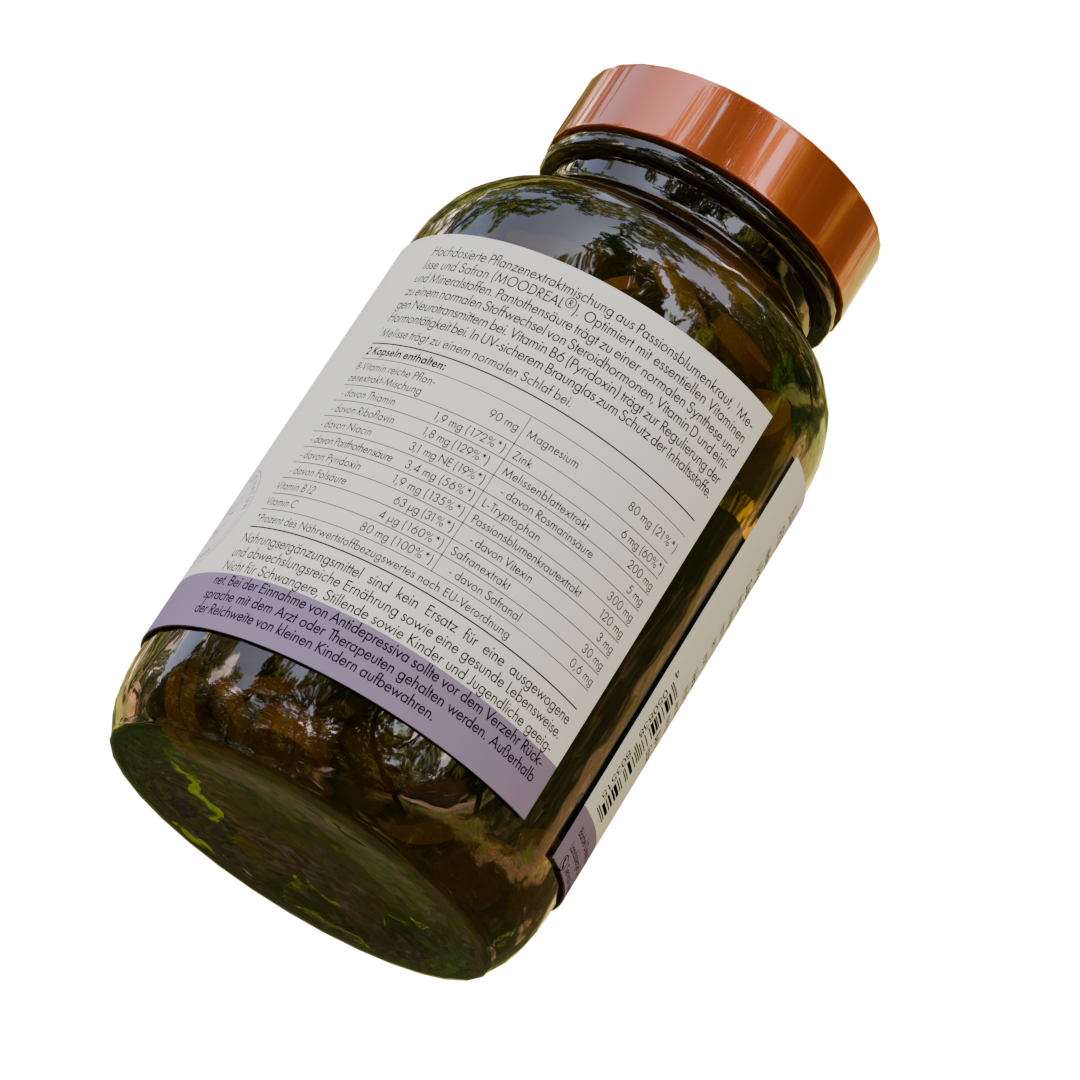 Hochdosierte Pflanzenextraktmischung aus Passionsblumenkraut, ¹Me-
lisse und Safran (MOODREAL®). Optimiert mit essentiellen Vitaminen
und Mineralstoffen. Pantothensäure trägt zu einer normalen Synthese und
zu einem normalen Stoffwechsel von Steroidhormonen, Vitamin D und eini-
gen Neurotransmittern bei. Vitamin B6 (Pyridoxin) trägt zur Regulierung der
Hormontätigkeit bei. In UV-sicherem Braunglas zum Schutz der Inhaltsstoffe.
¹Melisse trägt zu einem normalen Schlaf bei.
2 Kapseln enthalten:
B-Vitamin reiche Pflan-
zenextrakt-Mischung 90 mg
- davon Thiamin 1,9 mg (172%*)
- davon Riboflavin 1,8 mg (129%*)
- davon Niacin 3,1 mg NE (19%*)
- davon Panthothensäure 3,4 mg (56%*)
- davon Pyridoxin 1,9 mg (135%*)
- davon Folsäure 63 µg (31%*)
Vitamin B12 4 µg (160%*)
Vitamin C 80 mg (100%*)
Magnesium 80 mg (21%*)
Zink 6 mg (60%*)
Melissenblattextrakt 200 mg
- davon Rosmarinsäure 5 mg
L-Tryptophan 300 mg
Passionsblumenkrautextrakt 120 mg
- davon Vitexin 3 mg
Safranextrakt 30 mg
- davon Safranal 0,6 mg
*Prozent des Nährwertstoffbezugswertes nach EU-Verordnung
Nahrungsergänzungsmittel sind kein Ersatz für eine ausgewogene
und abwechslungsreiche Ernährung sowie eine gesunde Lebensweise.
Nicht für Schwangere, Stillende sowie Kinder und Jugendliche geeig-
net. Bei der Einnahme von Antidepressiva sollte vor dem Verzehr Rück-
sprache mit dem Arzt oder Therapeuten gehalten werden. Außerhalb
der Reichweite von kleinen Kindern aufbewahren.